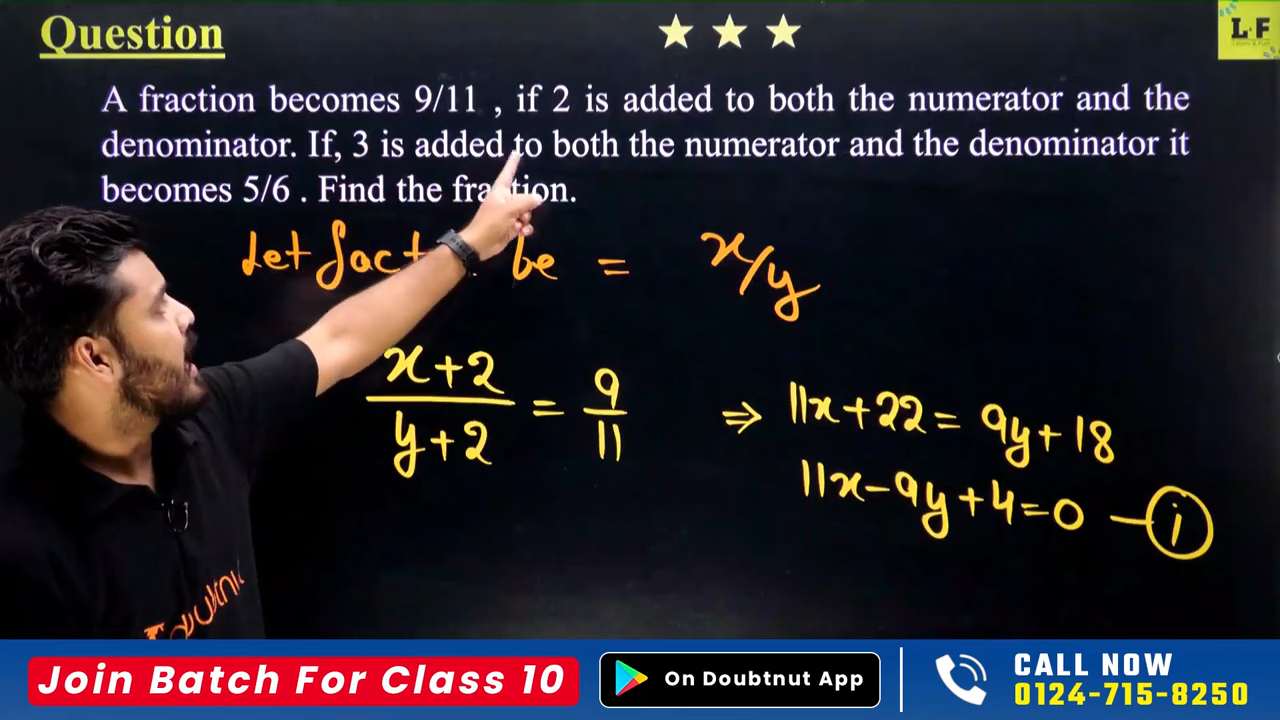 Question
L+F
A fraction becomes 9/11 , if 2 is added to both the numerator and the
denominator. If, 3 is added to both the numerator and the denominator it
becomes 5/6 . Find the fraction.
Let fact be = x/y
x+2
y+2
=
9
11
⇒ 11x+22=9y+18
11x-9y+4=0 — i
Join Batch For Class 10
On Doubtnut App
CALL NOW
0124-715-8250